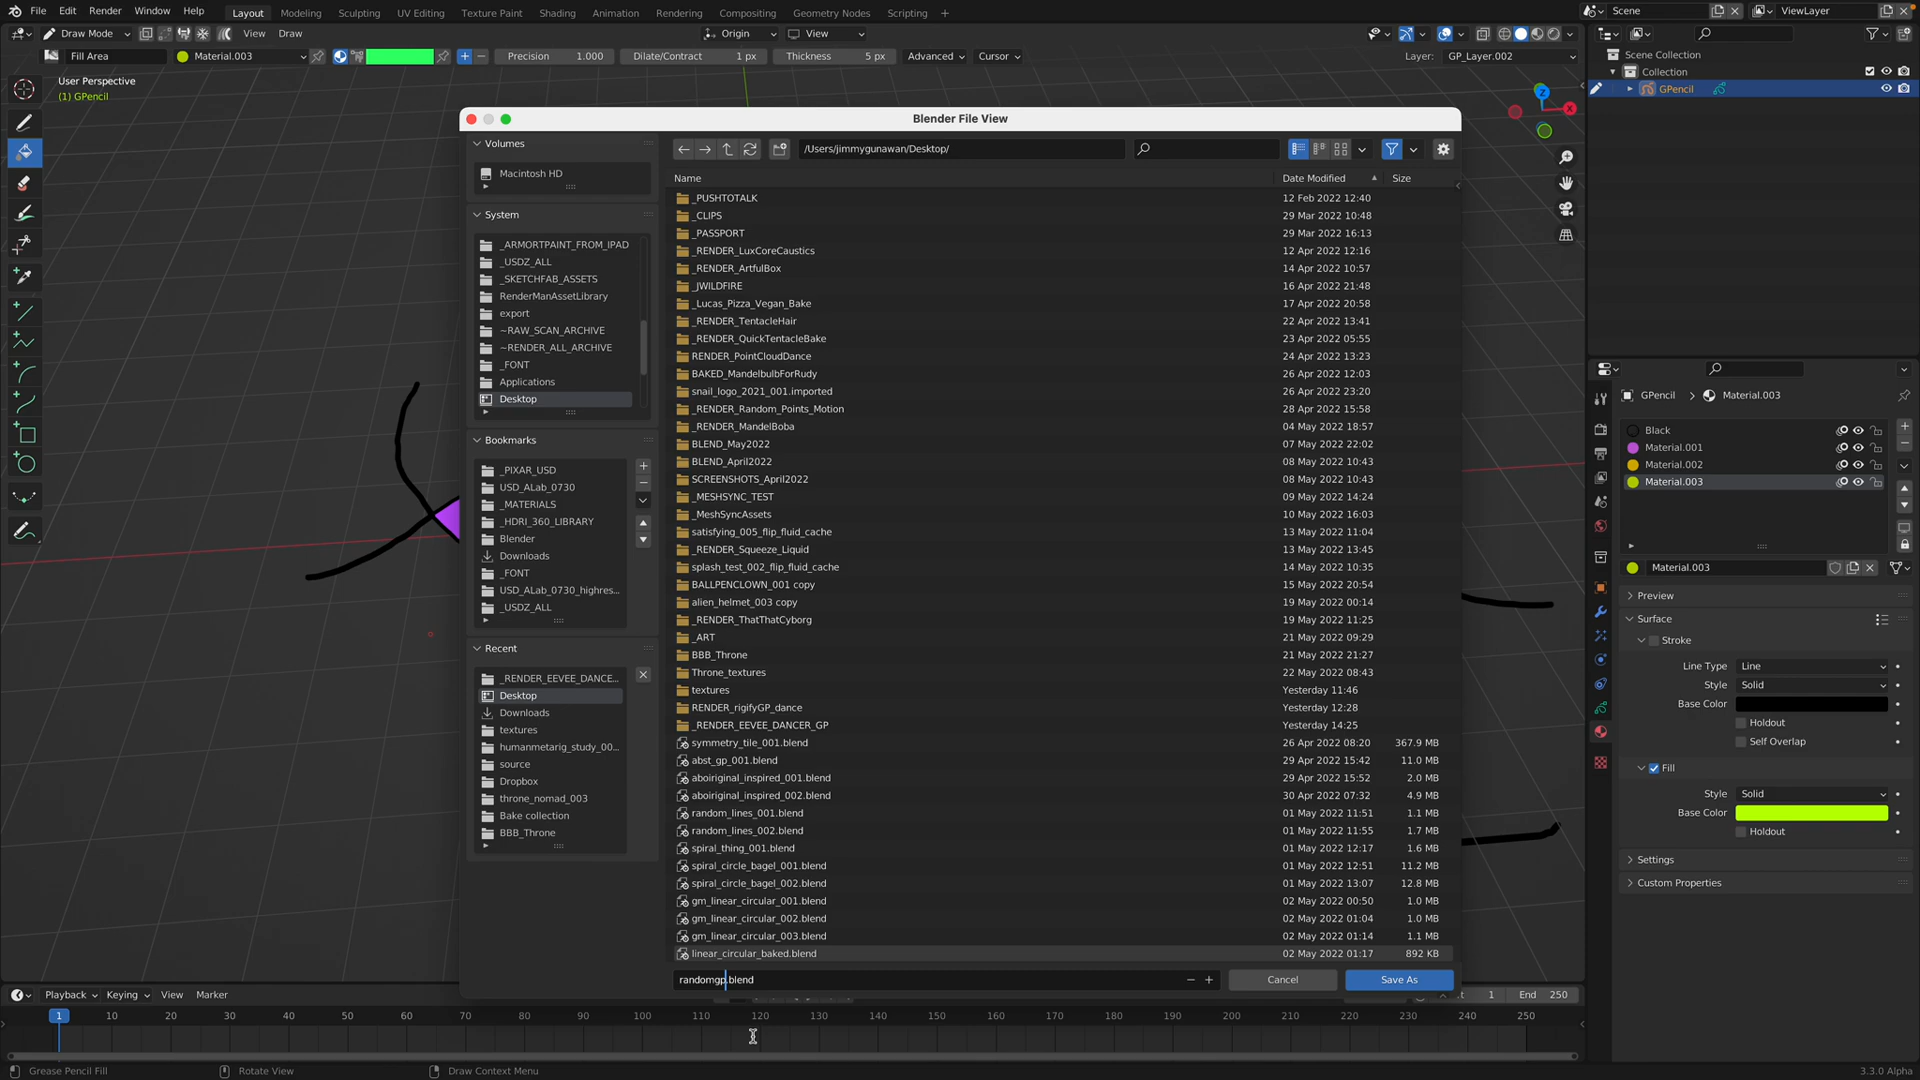 File Edit Render Window Help Layout Modeling Sculpting UV Editing Texture Paint Shading Animation Rendering Compositing Geometry Nodes Scripting + Scene ViewLayer
Draw Mode View Draw Origin View
Fill Area Material.003 Precision 1.000 Dilate/Contract 1 px Thickness 5 px Advanced Cursor Layer: GP_Layer.002
User Perspective
(1) GPencil
Scene Collection
Collection
GPencil
Blender File View
Volumes
Macintosh HD
System
_ARMORTPAINT_FROM_IPAD
_USDZ_ALL
_SKETCHFAB_ASSETS
RenderManAssetLibrary
export
~RAW_SCAN_ARCHIVE
~RENDER_ALL_ARCHIVE
_FONT
Applications
Desktop
Bookmarks
_PIXAR_USD
USD_ALab_0730
_MATERIALS
_HDRI_360_LIBRARY
Blender
Downloads
_FONT
USD_ALab_0730_highres...
_USDZ_ALL
Recent
_RENDER_EEVEE_DANCE...
Desktop
Downloads
textures
humanmetarig_study_00...
source
Dropbox
throne_nomad_003
Bake collection
BBB_Throne
/Users/jimmygunawan/Desktop/
Name Date Modified Size
_PUSHTOTALK 12 Feb 2022 12:40
_CLIPS 29 Mar 2022 10:48
_PASSPORT 29 Mar 2022 16:13
_RENDER_LuxCoreCaustics 12 Apr 2022 12:16
_RENDER_ArtfulBox 14 Apr 2022 10:57
_JWILDFIRE 16 Apr 2022 21:48
_Lucas_Pizza_Vegan_Bake 17 Apr 2022 20:58
_RENDER_TentacleHair 22 Apr 2022 13:41
_RENDER_QuickTentacleBake 23 Apr 2022 05:55
RENDER_PointCloudDance 24 Apr 2022 13:23
BAKED_MandelbulbForRudy 26 Apr 2022 12:03
snail_logo_2021_001.imported 26 Apr 2022 23:20
_RENDER_Random_Points_Motion 28 Apr 2022 15:58
_RENDER_MandelBoba 04 May 2022 18:57
BLEND_May2022 07 May 2022 22:02
BLEND_April2022 08 May 2022 10:43
SCREENSHOTS_April2022 08 May 2022 10:43
_MESHSYNC_TEST 09 May 2022 14:24
_MeshSyncAssets 10 May 2022 16:03
satisfying_005_flip_fluid_cache 13 May 2022 11:04
_RENDER_Squeeze_Liquid 13 May 2022 13:45
splash_test_002_flip_fluid_cache 14 May 2022 10:35
BALLPENCLOWN_001 copy 15 May 2022 20:54
alien_helmet_003 copy 19 May 2022 00:14
_RENDER_ThatThatCyborg 19 May 2022 11:25
_ART 21 May 2022 09:29
BBB_Throne 21 May 2022 21:27
Throne_textures 22 May 2022 08:43
textures Yesterday 11:46
RENDER_rigifyGP_dance Yesterday 12:28
_RENDER_EEVEE_DANCER_GP Yesterday 14:25
symmetry_tile_001.blend 26 Apr 2022 08:20 367.9 MB
abst_gp_001.blend 29 Apr 2022 15:42 11.0 MB
aboiriginal_inspired_001.blend 29 Apr 2022 15:52 2.0 MB
aboiriginal_inspired_002.blend 30 Apr 2022 07:32 4.9 MB
random_lines_001.blend 01 May 2022 11:51 1.1 MB
random_lines_002.blend 01 May 2022 11:55 1.7 MB
spiral_thing_001.blend 01 May 2022 12:17 1.6 MB
spiral_circle_bagel_001.blend 01 May 2022 12:51 11.2 MB
spiral_circle_bagel_002.blend 01 May 2022 13:07 12.8 MB
gm_linear_circular_001.blend 02 May 2022 00:50 1.0 MB
gm_linear_circular_002.blend 02 May 2022 01:04 1.0 MB
gm_linear_circular_003.blend 02 May 2022 01:14 1.1 MB
linear_circular_baked.blend 02 May 2022 01:17 892 KB
randomgp.blend Cancel Save As
GPencil Material.003
Black
Material.001
Material.002
Material.003
Material.003
Preview
Surface
Stroke
Line Type Line
Style Solid
Base Color
Holdout
Self Overlap
Fill
Style Solid
Base Color
Holdout
Settings
Custom Properties
Playback Keying View Marker 1 End 250
1 10 20 30 40 50 60 70 80 90 100 110 120 130 140 150 160 170 180 190 200 210 220 230 240 250
Grease Pencil Fill Rotate View Draw Context Menu 3.3.0 Alpha